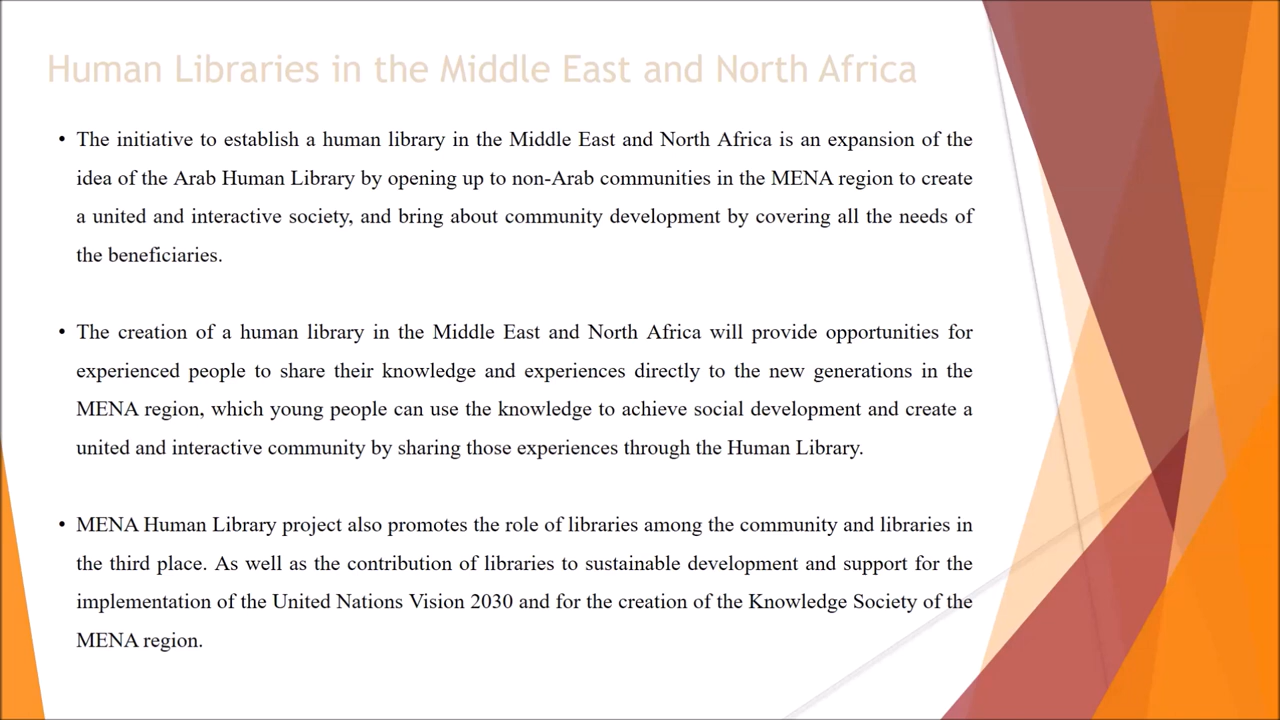 Human Libraries in the Middle East and North Africa
• The initiative to establish a human library in the Middle East and North Africa is an expansion of the
idea of the Arab Human Library by opening up to non-Arab communities in the MENA region to create
a united and interactive society, and bring about community development by covering all the needs of
the beneficiaries.
• The creation of a human library in the Middle East and North Africa will provide opportunities for
experienced people to share their knowledge and experiences directly to the new generations in the
MENA region, which young people can use the knowledge to achieve social development and create a
united and interactive community by sharing those experiences through the Human Library.
• MENA Human Library project also promotes the role of libraries among the community and libraries in
the third place. As well as the contribution of libraries to sustainable development and support for the
implementation of the United Nations Vision 2030 and for the creation of the Knowledge Society of the
MENA region.